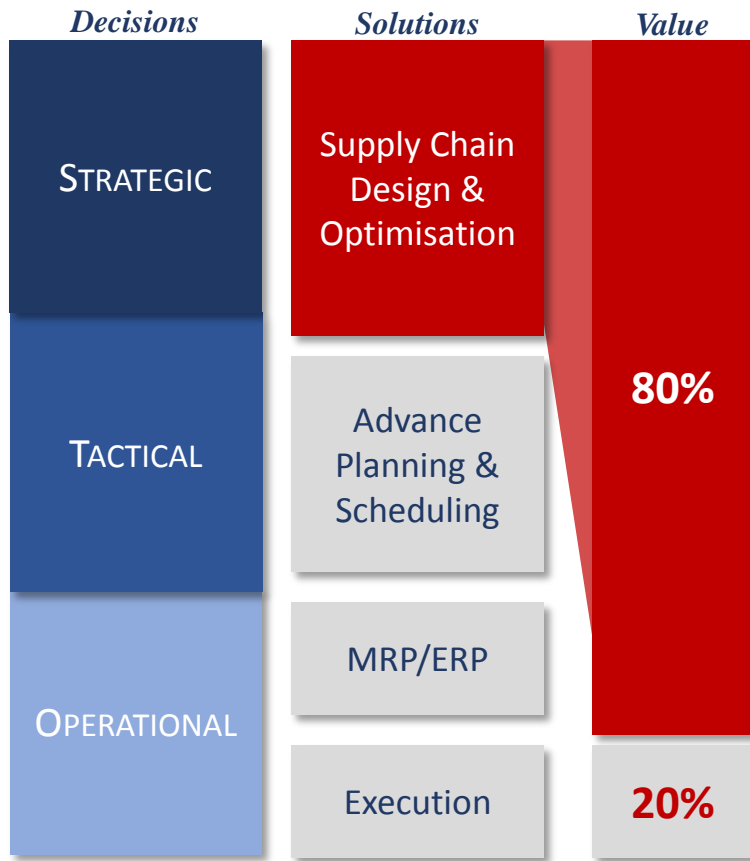 Decisions
Solutions
Value
STRATEGIC
Supply Chain
Design &
Optimisation
80%
TACTICAL
Advance
Planning &
Scheduling
MRP/ERP
OPERATIONAL
Execution
20%